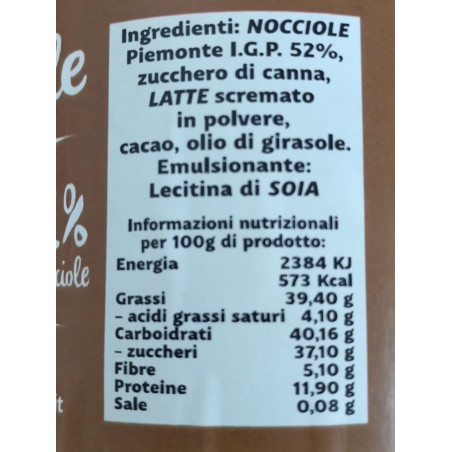 Ingredienti: NOCCIOLE
Piemonte I.G.P. 52%,
zucchero di canna,
LATTE scremato
in polvere,
cacao, olio di girasole.
Emulsionante:
Lecitina di SOIA
Informazioni nutrizionali
per 100g di prodotto:
Energia 2384 KJ
573 Kcal
Grassi 39,40 g
- acidi grassi saturi 4,10 g
Carboidrati 40,16 g
- zuccheri 37,10 g
Fibre 5,10 g
Proteine 11,90 g
Sale 0,08 g